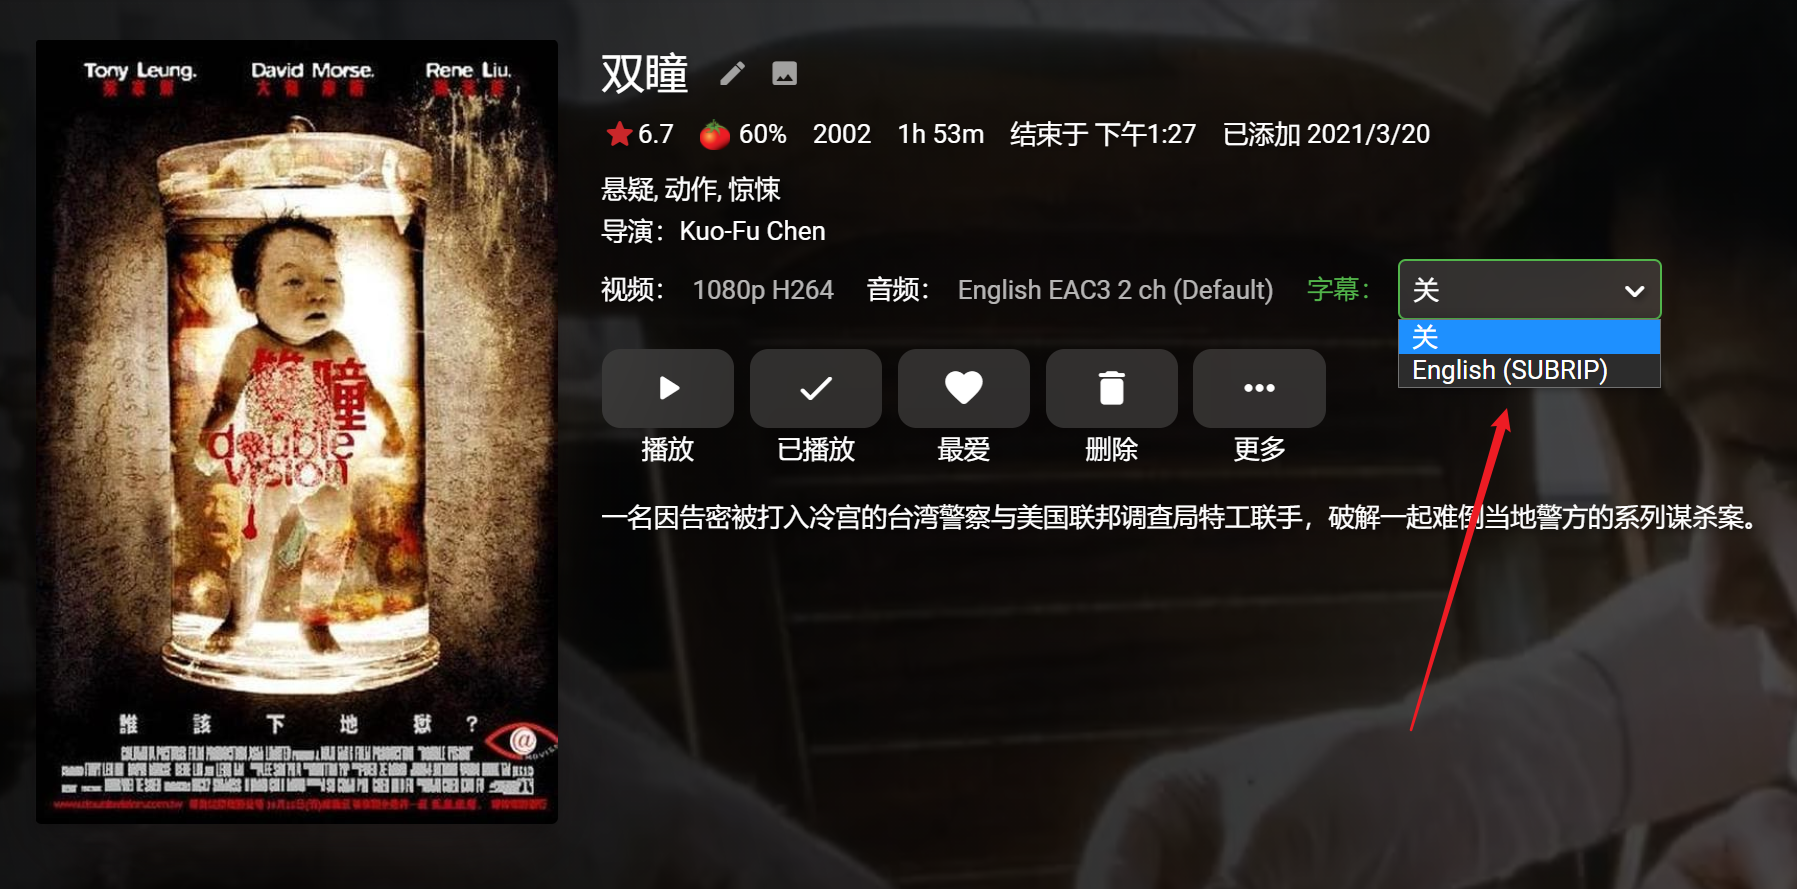 Tony Leung. David Morse. Rene Liu.
双瞳
6.7 60% 2002 1h 53m 结束于 下午1:27 已添加 2021/3/20
悬疑, 动作, 惊悚
导演：Kuo-Fu Chen
视频： 1080p H264 音频： English EAC3 2 ch (Default) 字幕： 关
关
English (SUBRIP)
播放 已播放 最爱 删除 更多
一名因告密被打入冷宫的台湾警察与美国联邦调查局特工联手，破解一起难倒当地警方的系列谋杀案。
雙瞳
double
vision
誰該下地獄？
@
MOVIES